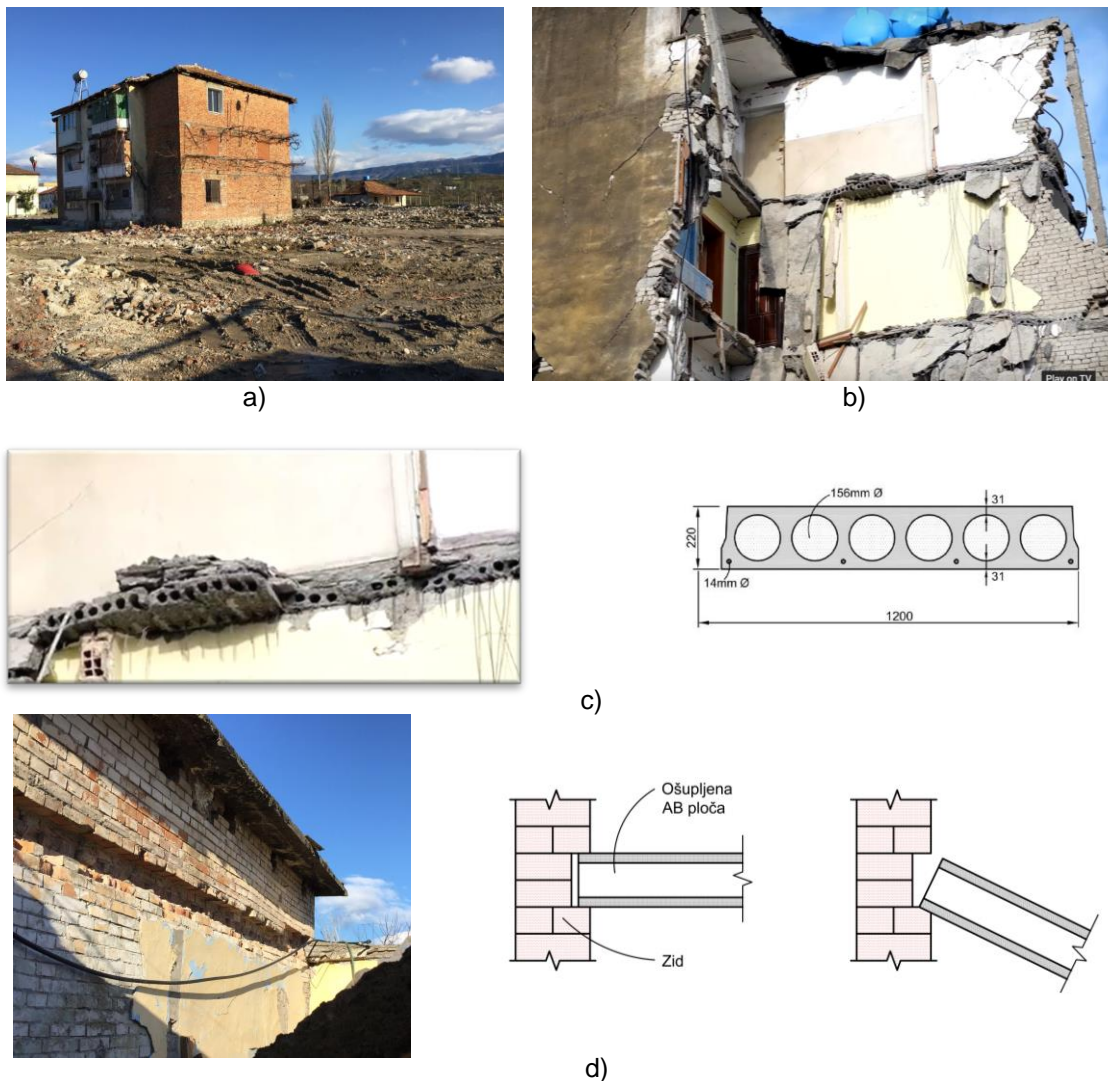 Play on TV
a)
b)
156mm Ø
31
220
14mm Ø
31
1200
c)
Ošupljena
AB ploča
Zid
d)